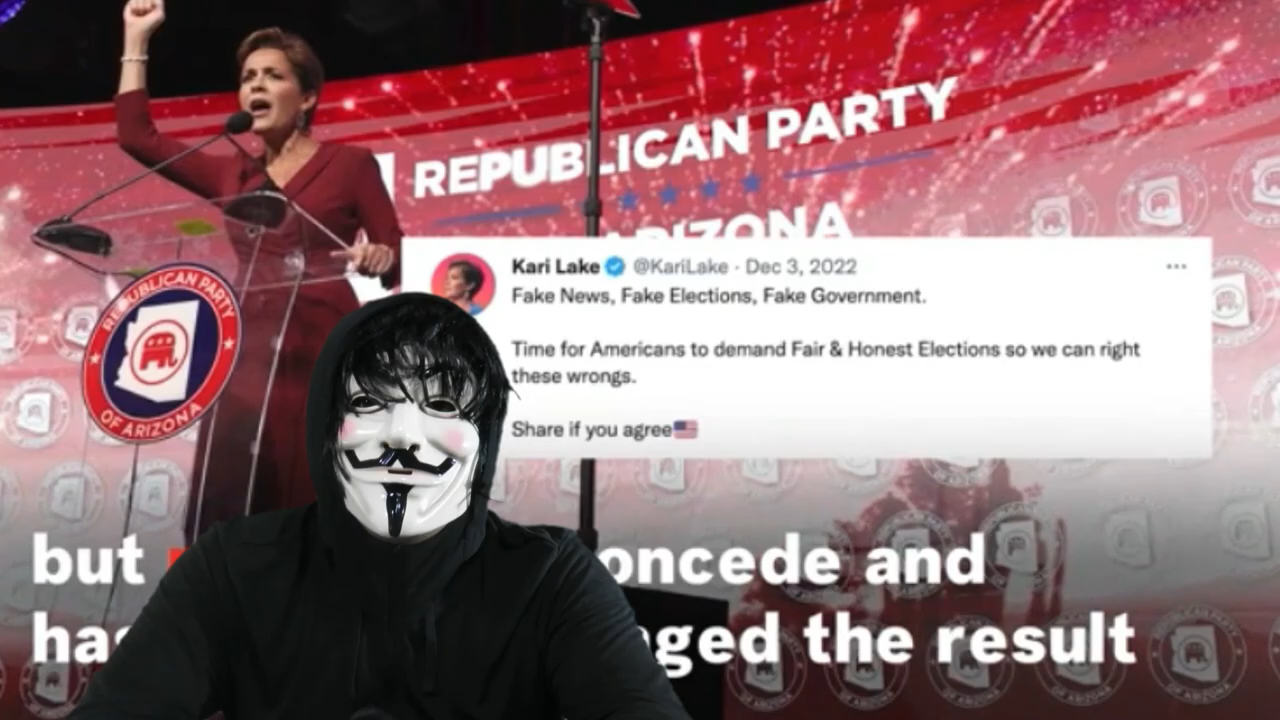 REPUBLICAN PARTY
ARIZONA
REPUBLICAN PARTY
OF ARIZONA
Kari Lake @KariLake · Dec 3, 2022
Fake News, Fake Elections, Fake Government.
Time for Americans to demand Fair & Honest Elections so we can right
these wrongs.
Share if you agree🇺🇸
but oncede and
has ged the result